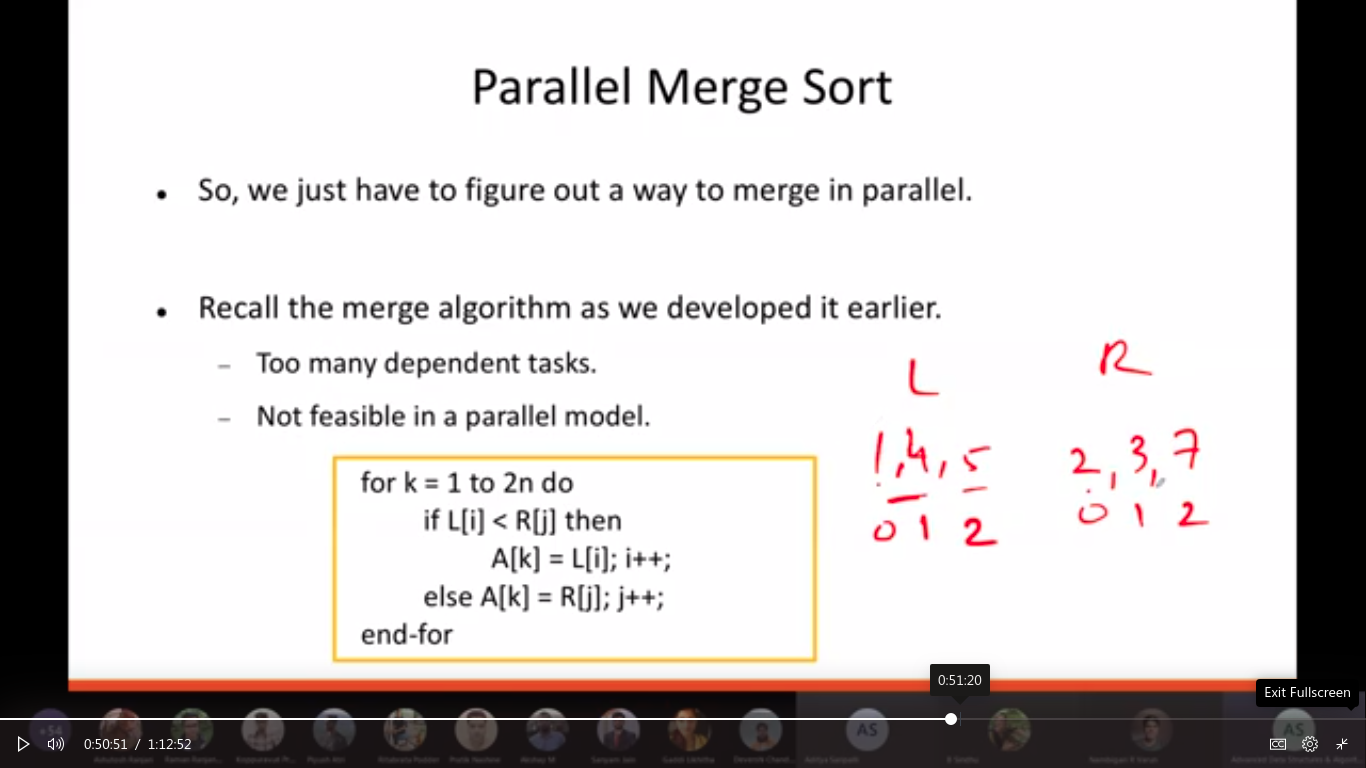 Parallel Merge Sort
• So, we just have to figure out a way to merge in parallel.
• Recall the merge algorithm as we developed it earlier.
– Too many dependent tasks.
– Not feasible in a parallel model.
for k = 1 to 2n do
if L[i] < R[j] then
A[k] = L[i]; i++;
else A[k] = R[j]; j++;
end-for
L
R
1, 4, 5
2, 3, 7
0 1 2
0 1 2
0:51:20
Exit Fullscreen
AS
AS
0:50:51 / 1:12:52
CC